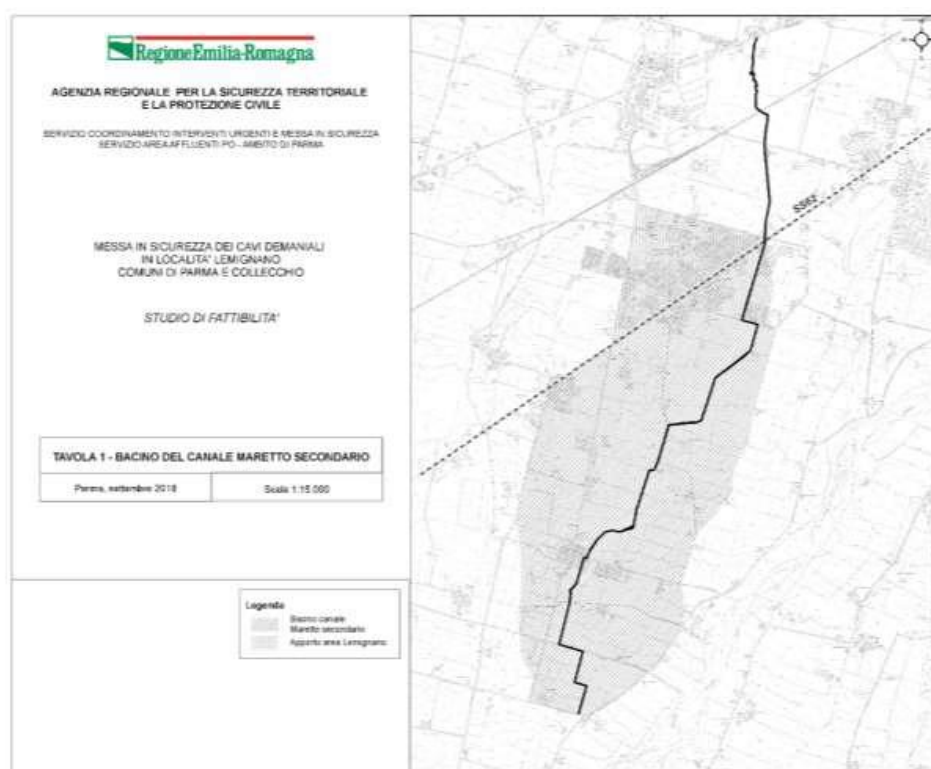 RegioneEmilia-Romagna
AGENZIA REGIONALE PER LA SICUREZZA TERRITORIALE
E LA PROTEZIONE CIVILE
SERVIZIO COORDINAMENTO INTERVENTI URGENTI E MESSA IN SICUREZZA
SERVIZIO AREA AFFLUENTI PO - AMBITO DI PARMA
MESSA IN SICUREZZA DEI CAVI DEMANIALI
IN LOCALITA' LEMIGNANO
COMUNI DI PARMA E COLLECCHIO
STUDIO DI FATTIBILITA'
TAVOLA 1 - BACINO DEL CANALE MARETTO SECONDARIO
Parma, settembre 2018
Scala 1:15.000
Legenda
Bacino canale
Maretto secondario
Apporto area Lemignano
SS62